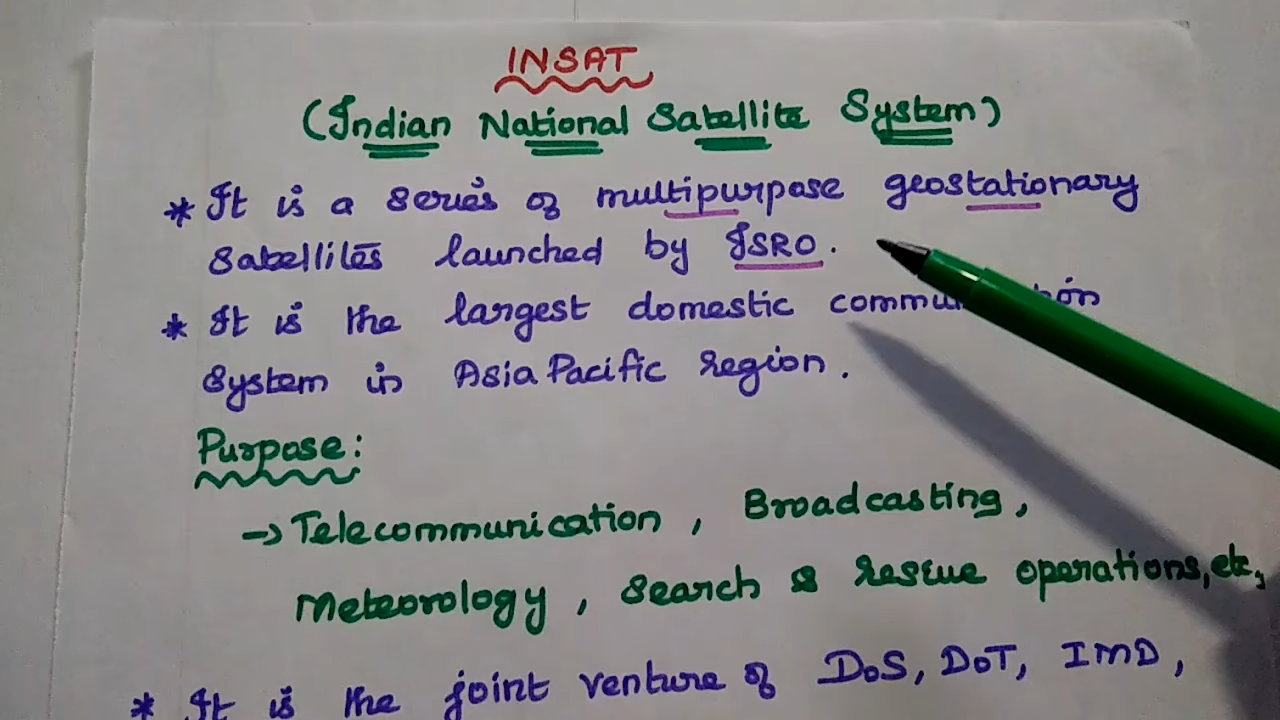 INSAT
(Indian National Satellite System)
* It is a series of multipurpose geostationary
Satellites launched by ISRO.
* It is the largest domestic
System in Asia Pacific region.
Purpose:
→ Telecommunication, Broadcasting,
Meteorology, Search & rescue operations, etc,
* It is the joint venture of DoS, DoT, IMD,